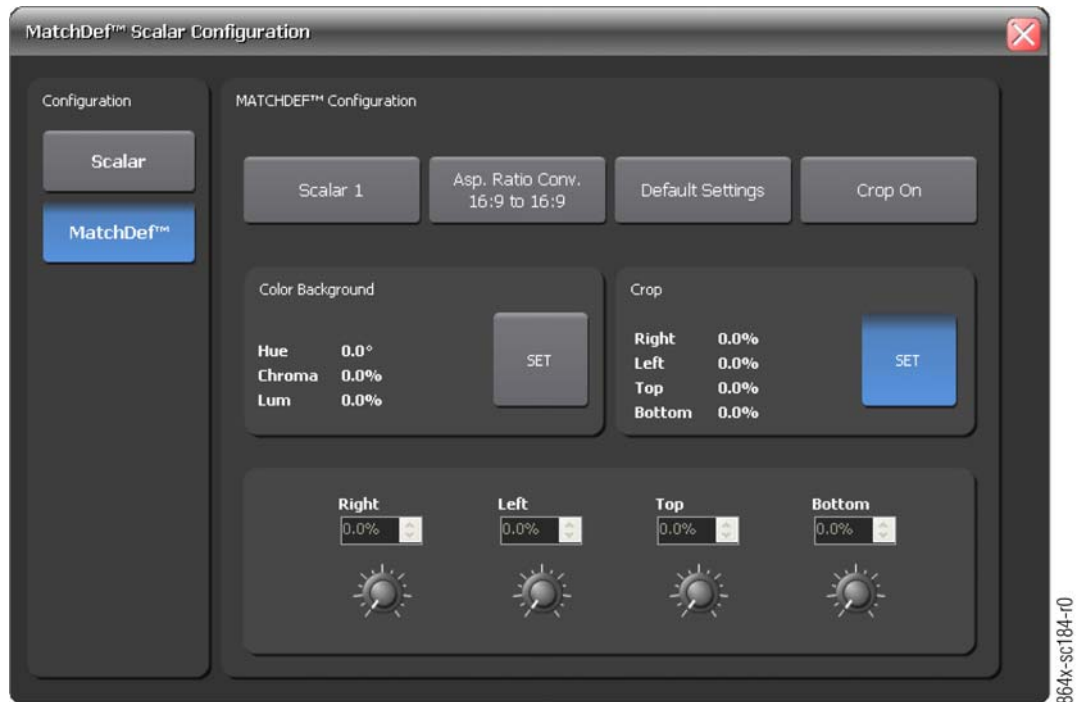 MatchDef™ Scalar Configuration
Configuration
Scalar
MatchDef™
MATCHDEF™ Configuration
Scalar 1
Asp. Ratio Conv.
16:9 to 16:9
Default Settings
Crop On
Color Background
Hue 0.0°
Chroma 0.0%
Lum 0.0%
SET
Crop
Right 0.0%
Left 0.0%
Top 0.0%
Bottom 0.0%
SET
Right Left Top Bottom
0.0% 0.0% 0.0% 0.0%
864x-sc184-r0